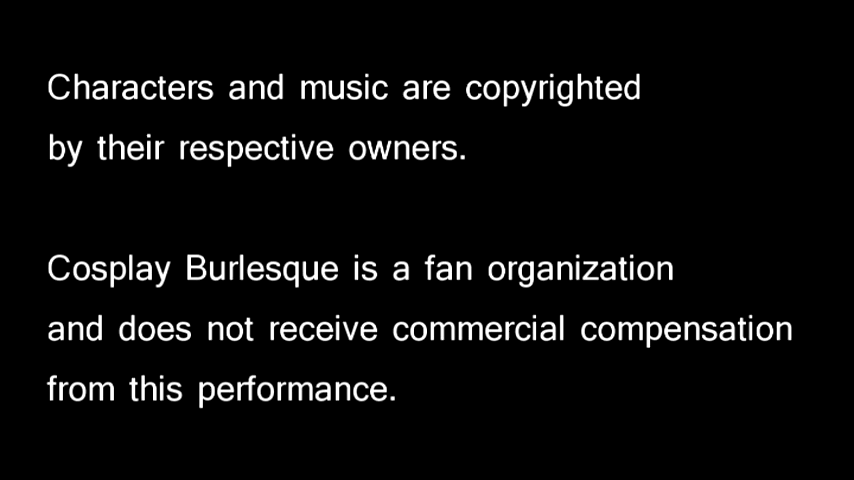 Characters and music are copyrighted
by their respective owners.
Cosplay Burlesque is a fan organization
and does not receive commercial compensation
from this performance.